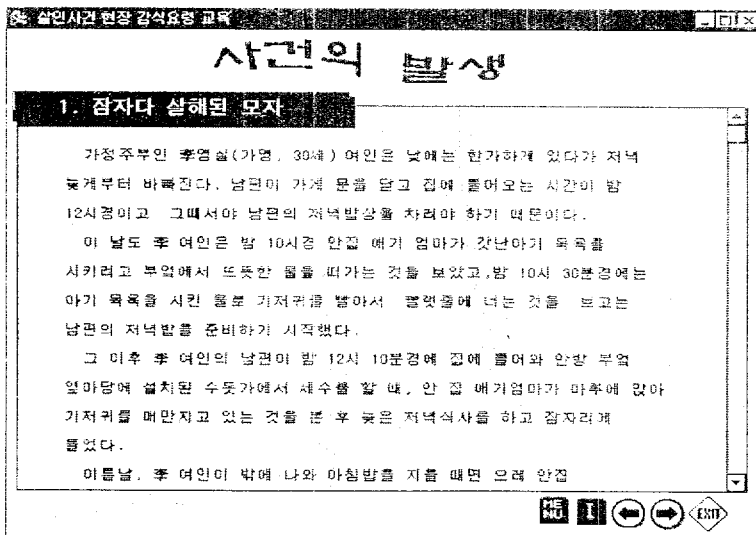 살인사건 현장 감식요령 교육
사건의 발생
1. 잠자다 살해된 모자
가정주부인 李영실(가명, 30세) 여인은 낮에는 한가하게 있다가 저녁
늦게부터 바빠진다. 남편이 가게 문을 닫고 집에 돌아오는 시간이 밤
12시경이고 그때서야 남편의 저녁밥상을 차려야 하기 때문이다.
이 날도 李 여인은 밤 10시경 안집 애기 엄마가 갓난아기 목욕을
시키려고 부엌에서 또뜻한 물을 떠가는 것을 보았고,밤 10시 30분경에는
아기 목욕을 시킨 물로 기저귀를 빨아서 빨랫줄에 너는 것을 보고는
남편의 저녁밥를 준비하기 시작했다.
그 이후 李 여인의 남편이 밤 12시 10분경에 집에 돌어와 안방 부엌
옆마당에 설치된 수돗가에서 세수를 할 때, 안 집 애기엄마가 마루에 앉아
기저귀를 매만지고 있는 것을 본 후 늦은 저녁식사를 하고 잠자리에
들었다.
이튿날, 李 여인이 밖에 나와 아침밥을 지를 때면 으레 안집
MENU
I
EXIT